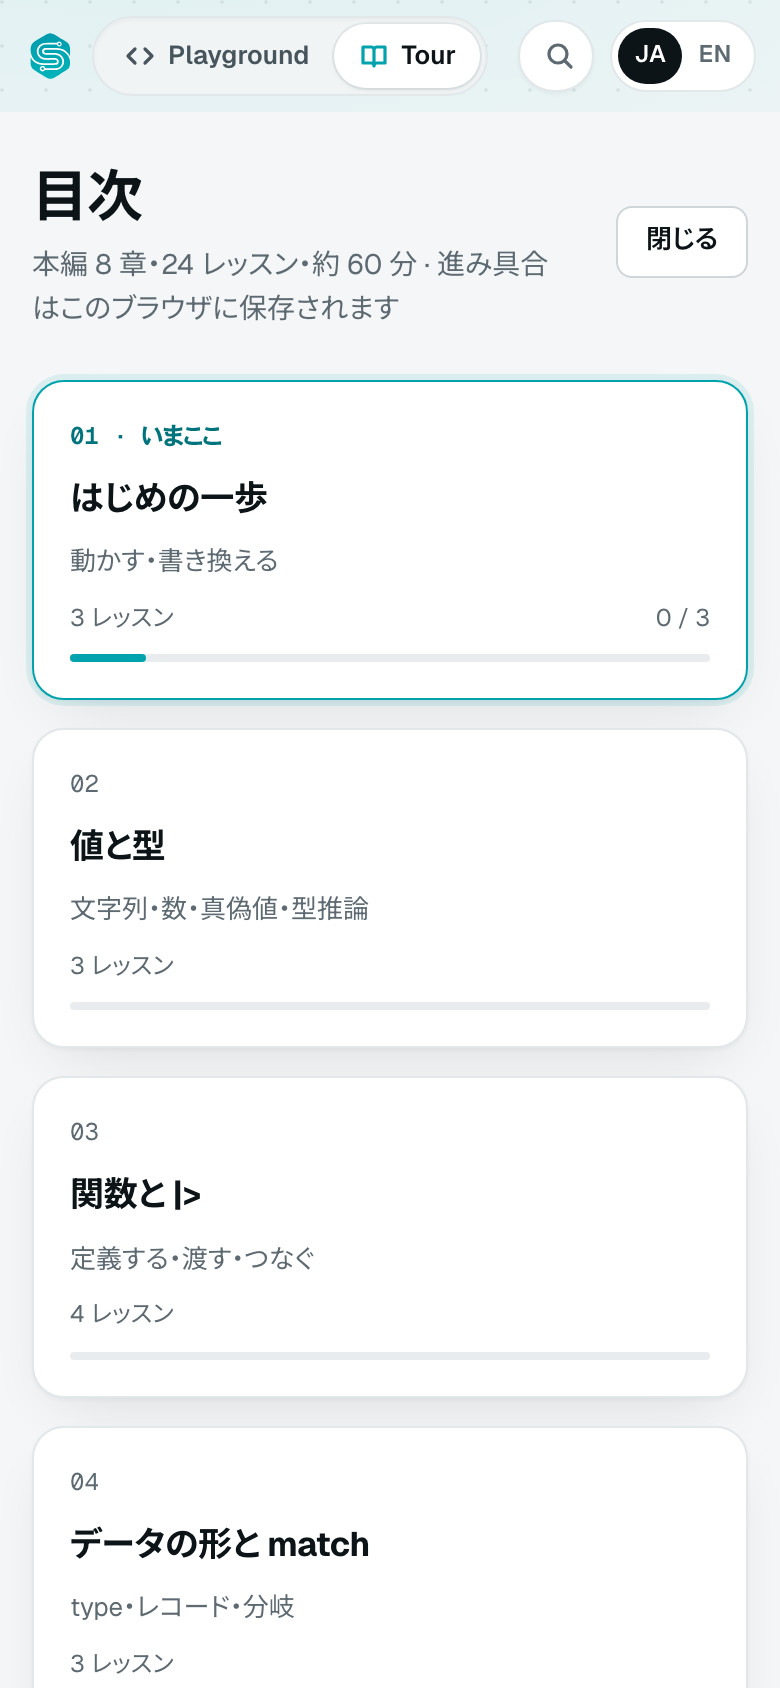 Playground
Tour
JA
EN
目次
本編 8 章・24 レッスン・約 60 分 · 進み具合
はこのブラウザに保存されます
閉じる
01 · いまここ
はじめの一歩
動かす・書き換える
3 レッスン
0 / 3
02
値と型
文字列・数・真偽値・型推論
3 レッスン
03
関数と |>
定義する・渡す・つなぐ
4 レッスン
04
データの形と match
type・レコード・分岐
3 レッスン